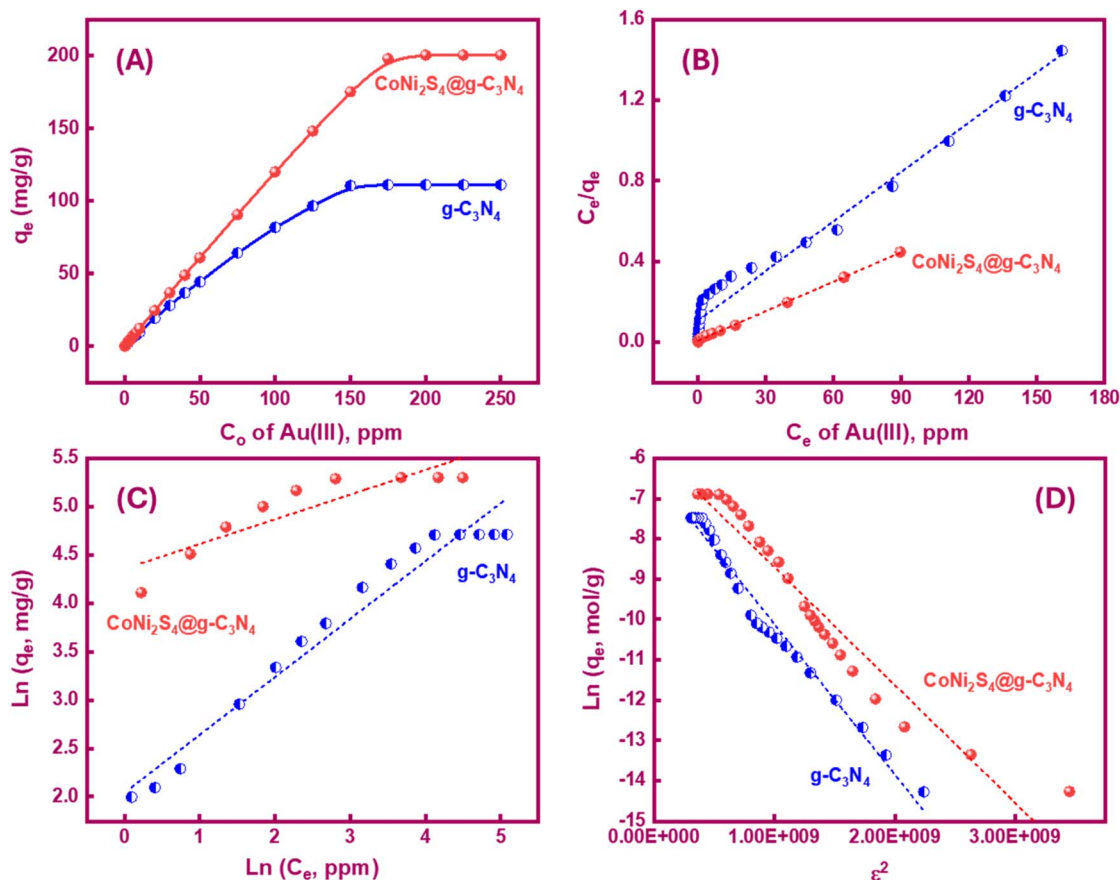 (A)
200
150
100
50
0
qₑ (mg/g)
CoNi₂S₄@g-C₃N₄
g-C₃N₄
0 50 100 150 200 250
Cₒ of Au(III), ppm
(B)
1.6
1.2
0.8
0.4
0.0
Cₑ/qₑ
g-C₃N₄
CoNi₂S₄@g-C₃N₄
0 30 60 90 120 150 180
Cₑ of Au(III), ppm
(C)
5.5
5.0
4.5
4.0
3.5
3.0
2.5
2.0
Ln (qₑ, mg/g)
g-C₃N₄
CoNi₂S₄@g-C₃N₄
0 1 2 3 4 5
Ln (Cₑ, ppm)
(D)
-6
-7
-8
-9
-10
-11
-12
-13
-14
-15
Ln (qₑ, mol/g)
CoNi₂S₄@g-C₃N₄
g-C₃N₄
0.00E+000 1.00E+009 2.00E+009 3.00E+009
ε²